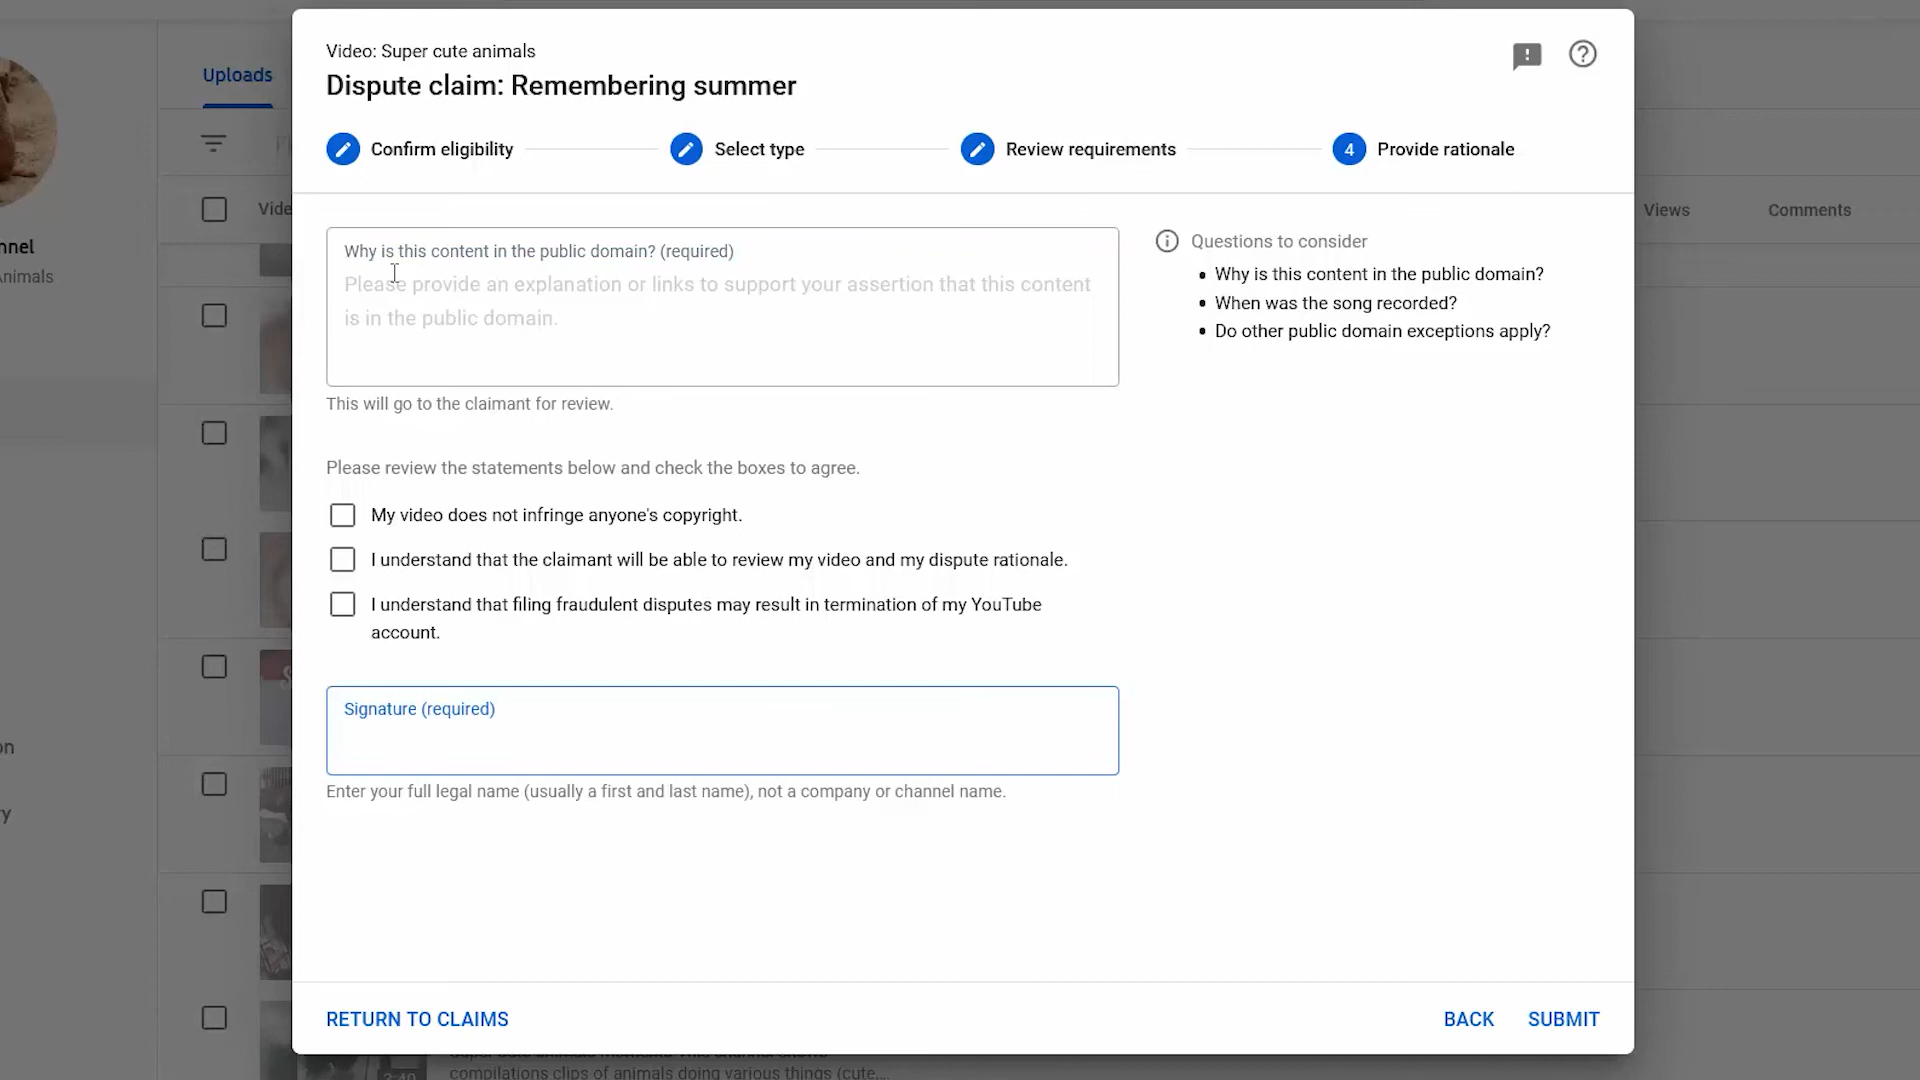 Video: Super cute animals
Dispute claim: Remembering summer
Uploads
Confirm eligibility
Select type
Review requirements
4 Provide rationale
Views
Comments
Why is this content in the public domain? (required)
Please provide an explanation or links to support your assertion that this content
is in the public domain.
This will go to the claimant for review.
Questions to consider
• Why is this content in the public domain?
• When was the song recorded?
• Do other public domain exceptions apply?
Please review the statements below and check the boxes to agree.
My video does not infringe anyone's copyright.
I understand that the claimant will be able to review my video and my dispute rationale.
I understand that filing fraudulent disputes may result in termination of my YouTube
account.
Signature (required)
Enter your full legal name (usually a first and last name), not a company or channel name.
RETURN TO CLAIMS
BACK
SUBMIT
compilations clips of animals doing various things (cute,...